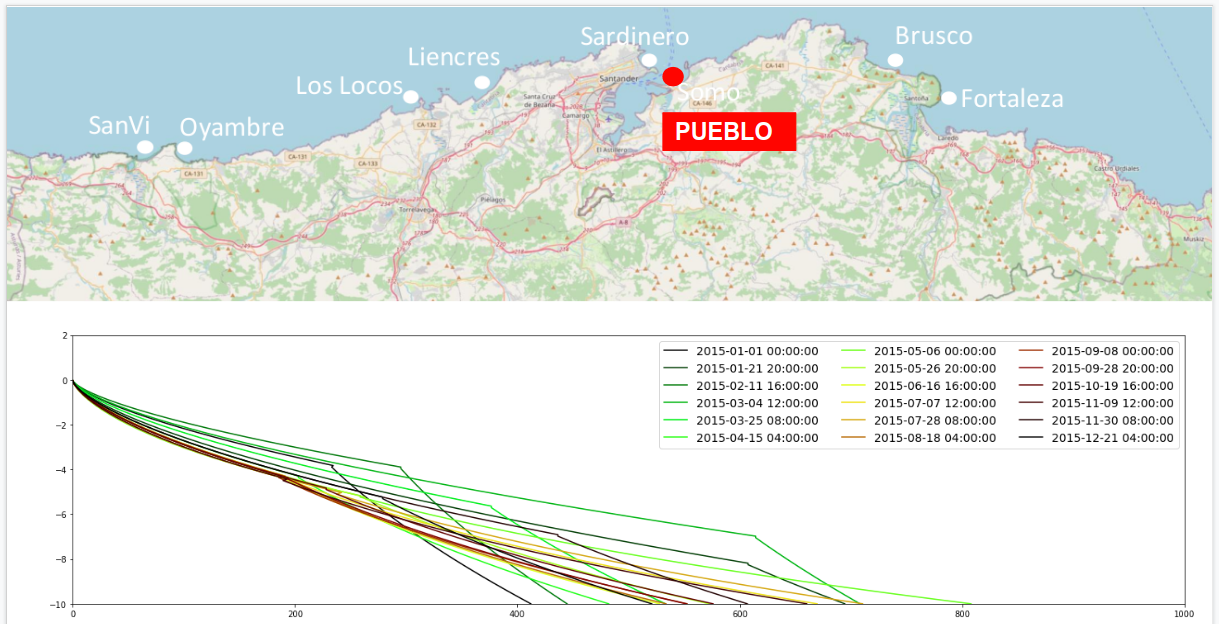 Sardinero
Brusco
Liencres
Los Locos
Santander
CA-141
Somo
Santoña
Fortaleza
Santa Cruz
de Bezana
CA-146
Camargo
SanVi
Oyambre
CA-132
PUEBLO
Laredo
El Astillero
CA-131
CA-133
CA-131
Castro Urdiales
Torrelavega
Piélagos
A-8
Muskiz
2
0
−2
−4
−6
−8
−10
0
200
400
600
800
1000
2015-01-01 00:00:00
2015-01-21 20:00:00
2015-02-11 16:00:00
2015-03-04 12:00:00
2015-03-25 08:00:00
2015-04-15 04:00:00
2015-05-06 00:00:00
2015-05-26 20:00:00
2015-06-16 16:00:00
2015-07-07 12:00:00
2015-07-28 08:00:00
2015-08-18 04:00:00
2015-09-08 00:00:00
2015-09-28 20:00:00
2015-10-19 16:00:00
2015-11-09 12:00:00
2015-11-30 08:00:00
2015-12-21 04:00:00